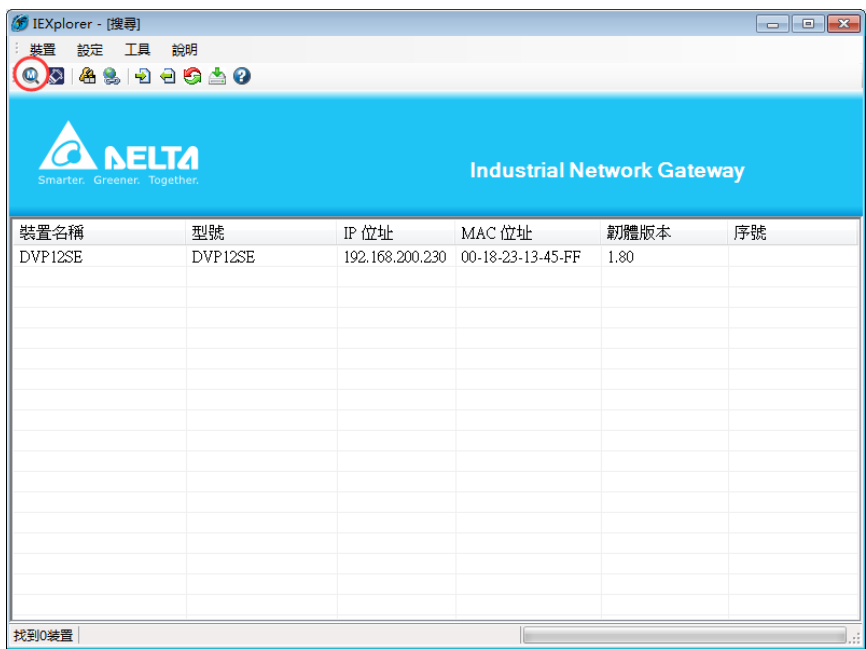 IEXplorer - [搜尋]
裝置 設定 工具 說明
DELTA
Smarter. Greener. Together.
Industrial Network Gateway
裝置名稱 型號 IP 位址 MAC 位址 韌體版本 序號
DVP12SE DVP12SE 192.168.200.230 00-18-23-13-45-FF 1.80
找到0裝置